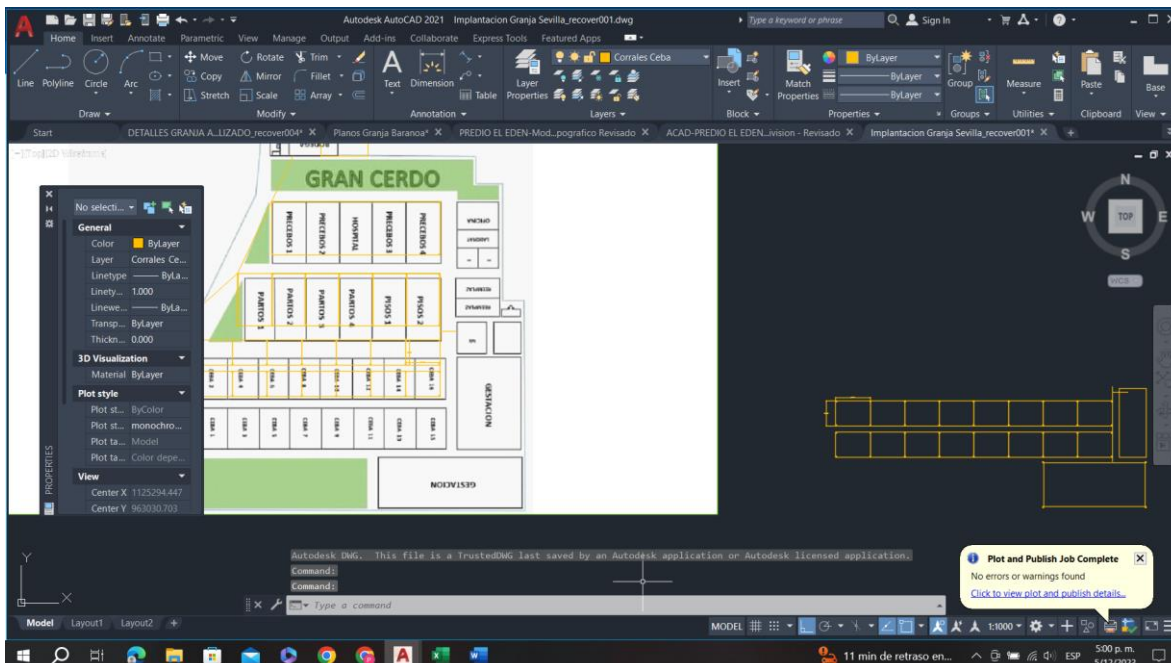 Autodesk AutoCAD 2021 Implantacion Granja Sevilla_recover001.dwg
Type a keyword or phrase
Sign In
Home Insert Annotate Parametric View Manage Output Add-ins Collaborate Express Tools Featured Apps
Line Polyline Circle Arc
Move Rotate Trim
Copy Mirror Fillet
Stretch Scale Array
Text Dimension
Table
Layer Properties
Corrales Ceba
Insert
Match Properties
ByLayer
ByLayer
ByLayer
Group
Measure
Paste
Base
Draw Modify Annotation Layers Block Properties Groups Utilities Clipboard View
Start
DETALLES GRANJA A...LIZADO_recover004*
Planos Granja Baranoa*
PREDIO EL EDEN-Mod...pografico Revisado
ACAD-PREDIO EL EDEN...ivision - Revisado
Implantacion Granja Sevilla_recover001*
No selecti...
General
Color ByLayer
Layer Corrales Ce...
Linetype ByLa...
Linety... 1.000
Linewe... ByLa...
Transp... ByLayer
Thickn... 0.000
3D Visualization
Material ByLayer
Plot style
Plot st... ByColor
Plot st... monochro...
Plot ta... Model
Plot ta... Color depe...
View
Center X 1125294.447
Center Y 963030.703
PROPERTIES
BODEGA
GRAN CERDO
PRECEBOS 1
PRECEBOS 2
HOSPITAL
PRECEBOS 3
PRECEBOS 4
OFICINA
PARTOS 1
PARTOS 2
PARTOS 3
PARTOS 4
PISOS 1
PISOS 2
GESTACION
GESTACION
N
W TOP E
S
WCS
Y
X
Autodesk DWG. This file is a TrustedDWG last saved by an Autodesk application or Autodesk licensed application.
Command:
Command:
Type a command
Plot and Publish Job Complete
No errors or warnings found
Click to view plot and publish details...
Model Layout1 Layout2 +
MODEL
1:1000
11 min de retraso en...
ESP
5:00 p. m.
5/12/2023